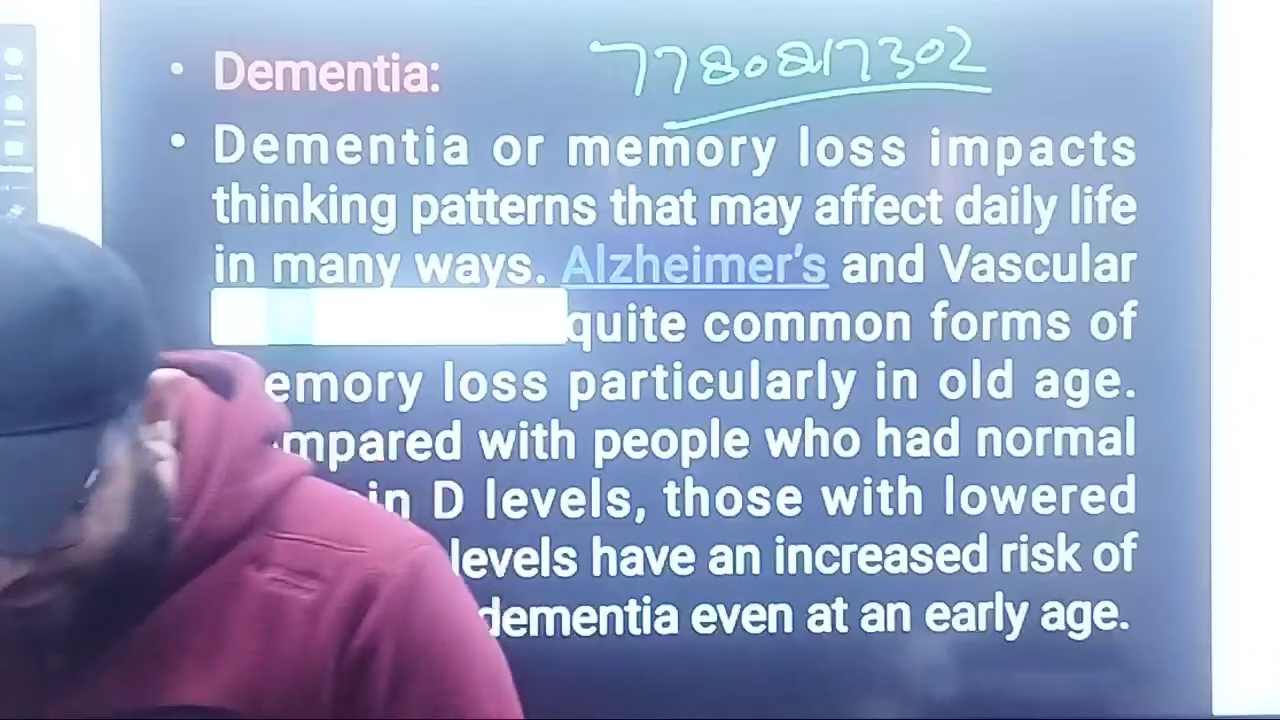 Dementia:
7780817302
Dementia or memory loss impacts
thinking patterns that may affect daily life
in many ways. Alzheimer's and Vascular
quite common forms of
emory loss particularly in old age.
mpared with people who had normal
in D levels, those with lowered
levels have an increased risk of
dementia even at an early age.